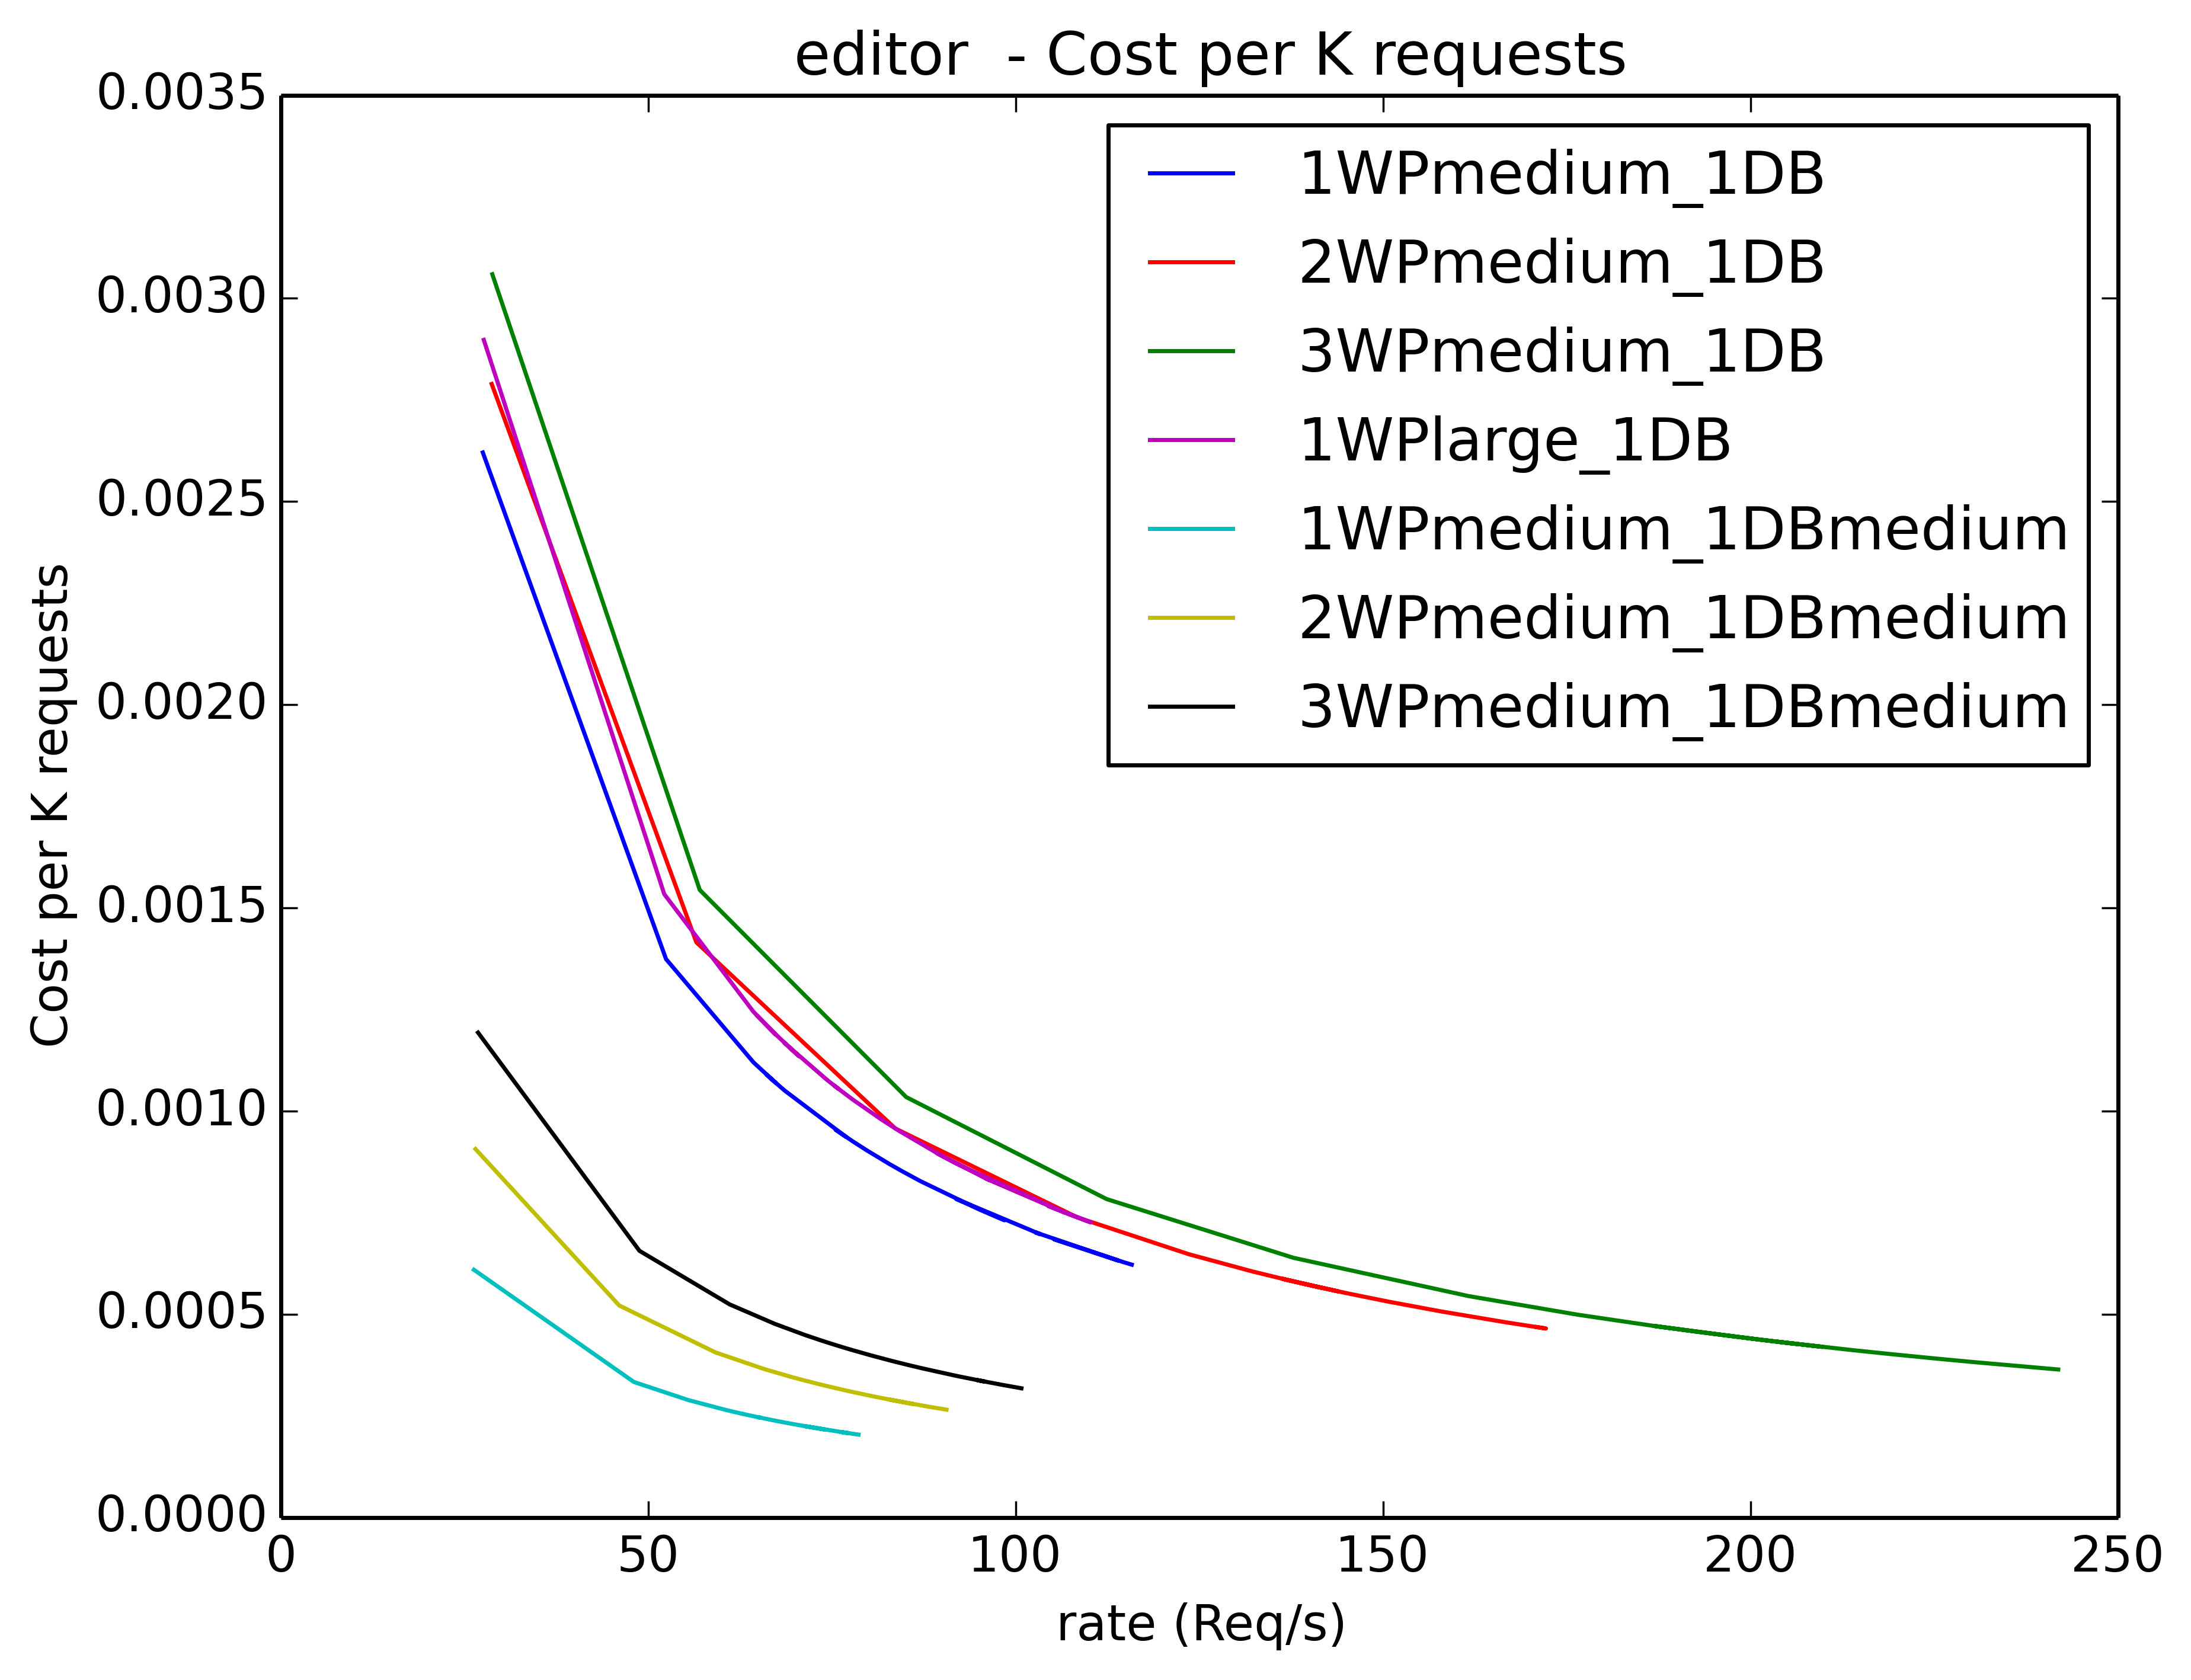 editor  - Cost per K requests
0.0035
0.0030
0.0025
0.0020
0.0015
0.0010
0.0005
0.0000
Cost per K requests
1WPmedium_1DB
2WPmedium_1DB
3WPmedium_1DB
1WPlarge_1DB
1WPmedium_1DBmedium
2WPmedium_1DBmedium
3WPmedium_1DBmedium
0 50 100 150 200 250
rate (Req/s)